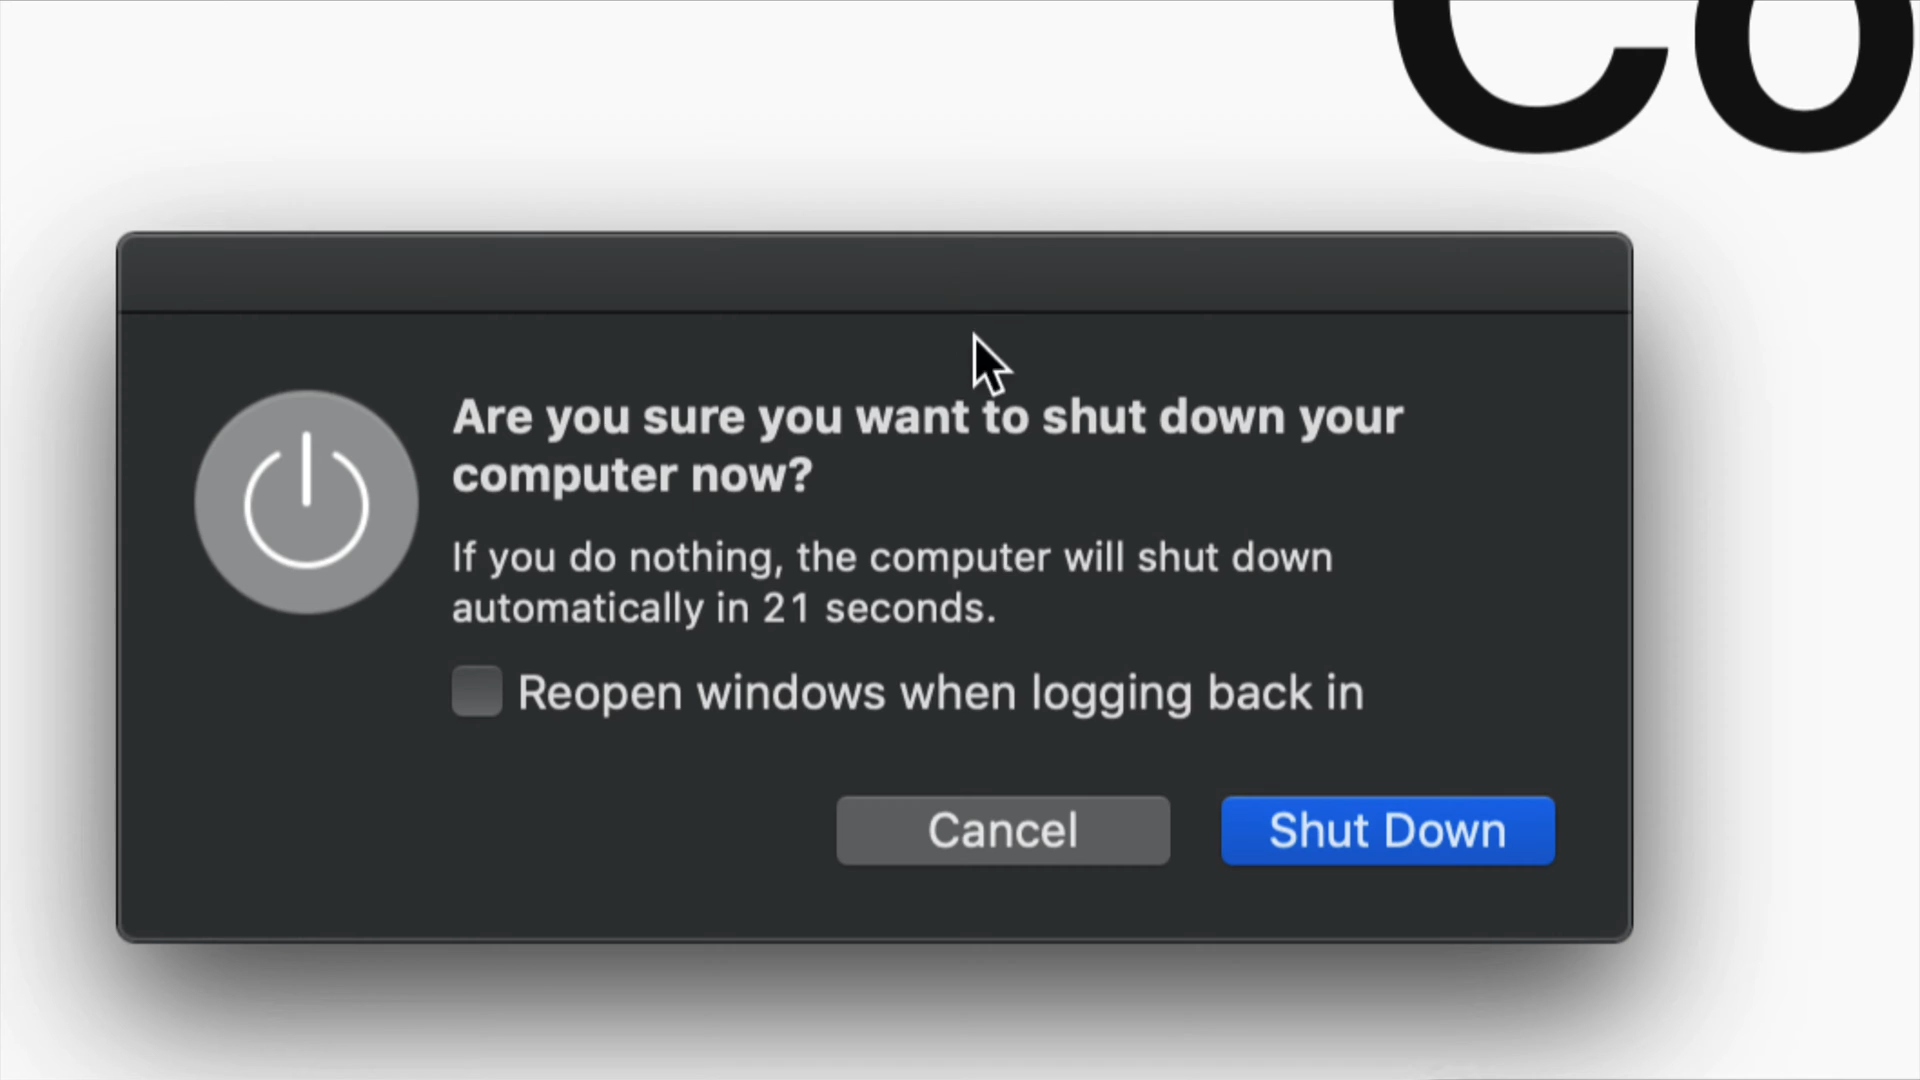 Co
Are you sure you want to shut down your
computer now?
If you do nothing, the computer will shut down
automatically in 21 seconds.
Reopen windows when logging back in
Cancel Shut Down